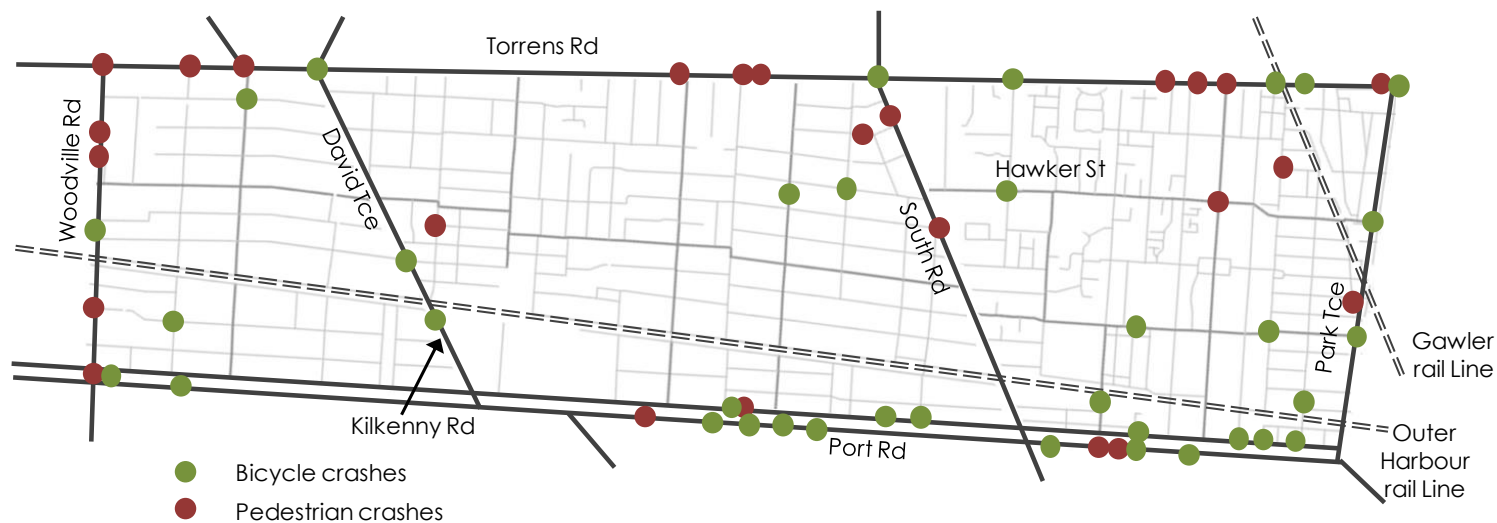 Torrens Rd
Woodville Rd
David Tce
Hawker St
South Rd
Park Tce
Gawler
rail Line
Kilkenny Rd
Port Rd
Outer
Harbour
rail Line
Bicycle crashes
Pedestrian crashes